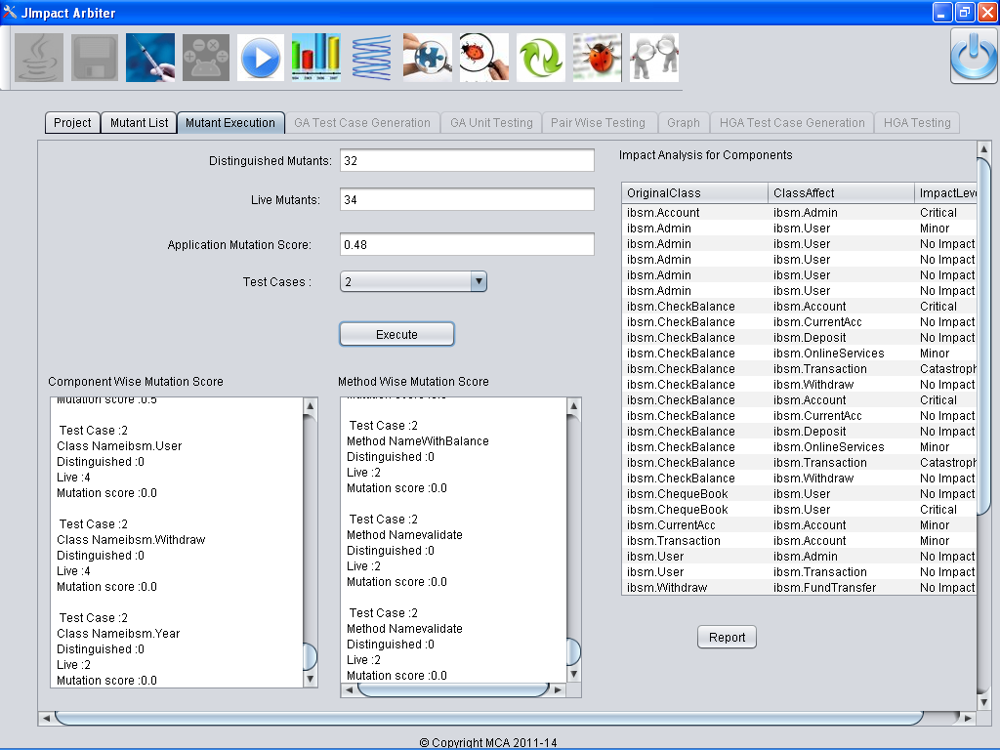 JImpact Arbiter
Project
Mutant List
Mutant Execution
GA Test Case Generation
GA Unit Testing
Pair Wise Testing
Graph
HGA Test Case Generation
HGA Testing
Distinguished Mutants: 32
Live Mutants: 34
Application Mutation Score: 0.48
Test Cases : 2
Execute
Component Wise Mutation Score
Mutation score :0.5
Test Case :2
Class Nameibsm.User
Distinguished :0
Live :4
Mutation score :0.0
Test Case :2
Class Nameibsm.Withdraw
Distinguished :0
Live :4
Mutation score :0.0
Test Case :2
Class Nameibsm.Year
Distinguished :0
Live :2
Mutation score :0.0
Method Wise Mutation Score
Test Case :2
Method NameWithBalance
Distinguished :0
Live :2
Mutation score :0.0
Test Case :2
Method Namevalidate
Distinguished :0
Live :2
Mutation score :0.0
Test Case :2
Method Namevalidate
Distinguished :0
Live :2
Mutation score :0.0
Impact Analysis for Components
OriginalClass ClassAffect ImpactLeve
ibsm.Account ibsm.Admin Critical
ibsm.Admin ibsm.User Minor
ibsm.Admin ibsm.User No Impact
ibsm.Admin ibsm.User No Impact
ibsm.Admin ibsm.User No Impact
ibsm.Admin ibsm.User No Impact
ibsm.CheckBalance ibsm.Account Critical
ibsm.CheckBalance ibsm.CurrentAcc No Impact
ibsm.CheckBalance ibsm.Deposit No Impact
ibsm.CheckBalance ibsm.OnlineServices Minor
ibsm.CheckBalance ibsm.Transaction Catastroph
ibsm.CheckBalance ibsm.Withdraw No Impact
ibsm.CheckBalance ibsm.Account Critical
ibsm.CheckBalance ibsm.CurrentAcc No Impact
ibsm.CheckBalance ibsm.Deposit No Impact
ibsm.CheckBalance ibsm.OnlineServices Minor
ibsm.CheckBalance ibsm.Transaction Catastroph
ibsm.CheckBalance ibsm.Withdraw No Impact
ibsm.ChequeBook ibsm.User No Impact
ibsm.ChequeBook ibsm.User Critical
ibsm.CurrentAcc ibsm.Account Minor
ibsm.Transaction ibsm.Account Minor
ibsm.User ibsm.Admin No Impact
ibsm.User ibsm.Transaction No Impact
ibsm.Withdraw ibsm.FundTransfer No Impact
Report
© Copyright MCA 2011-14